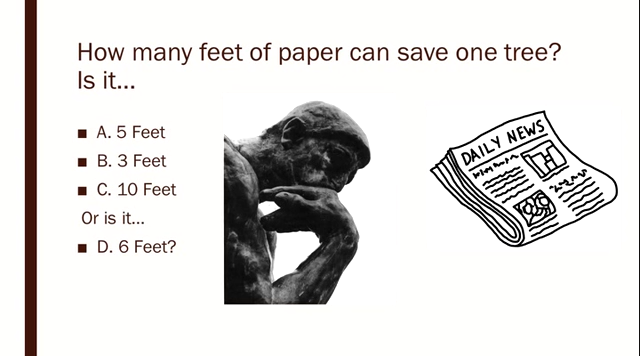 How many feet of paper can save one tree?
Is it...
A. 5 Feet
B. 3 Feet
C. 10 Feet
Or is it...
D. 6 Feet?
DAILY NEWS